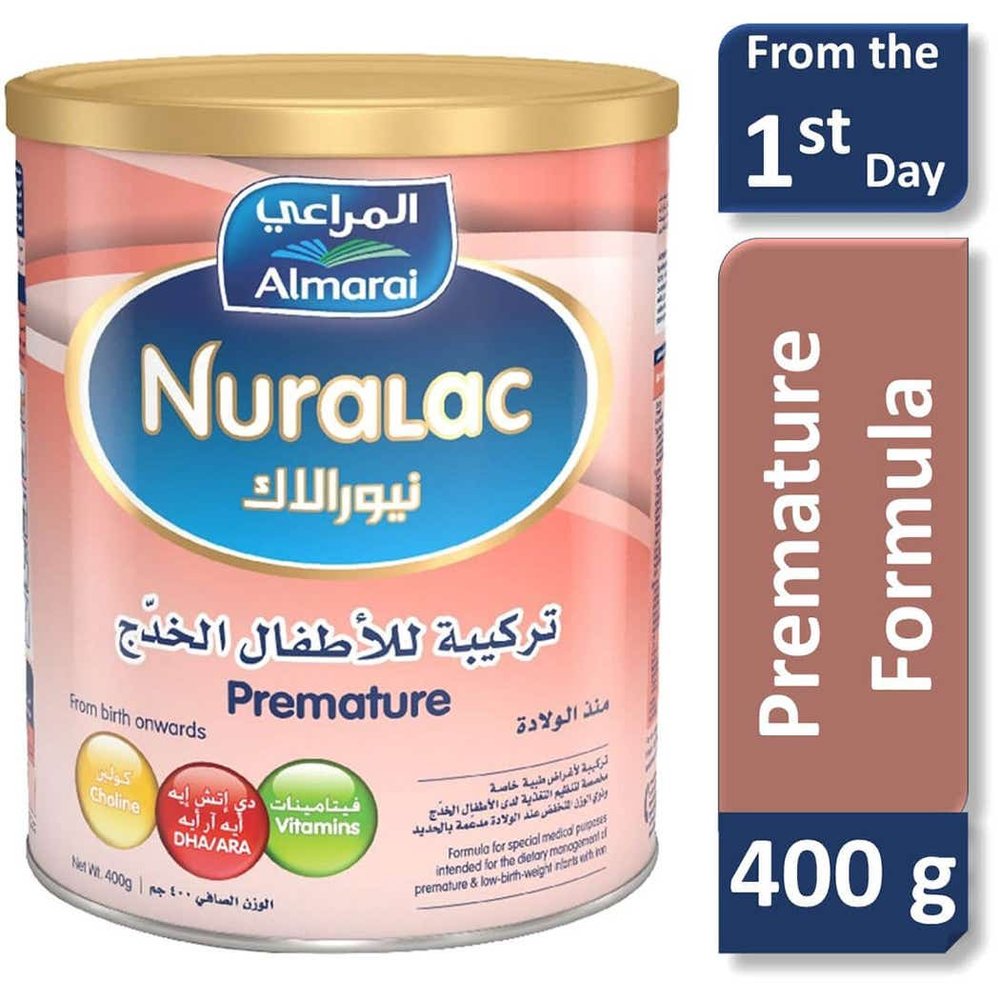 المراعي
Almarai
Nuralac
نيورالاك
تركيبة للأطفال الخدّج
Premature
From birth onwards
منذ الولادة
كولين
Choline
دي إتش إيه
أيه آر أيه
DHA/ARA
فيتامينات
Vitamins
تركيبة لأغراض طبية خاصة
مخصصة لتنظيم التغذية لدى الأطفال الخدّج
وذوي الوزن المنخفض عند الولادة مدعمة بالحديد
Formula for special medical purposes
intended for the dietary management of
premature & low-birth-weight infants with iron
Net Wt. 400g | الوزن الصافي ٤٠٠ جم
From the
1st Day
Premature
Formula
400 g